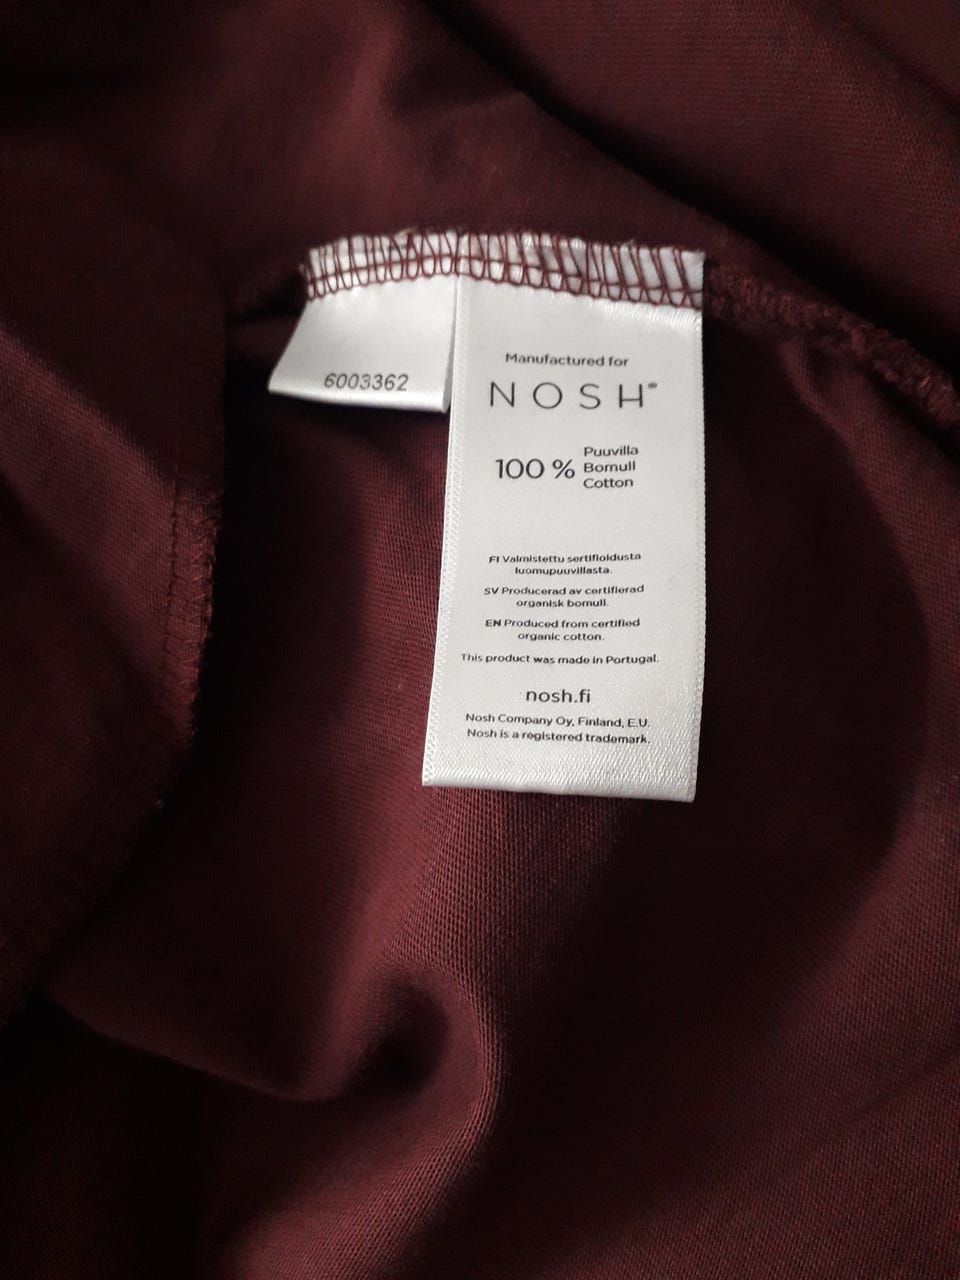 6003362
Manufactured for
NOSH®
100 % Puuvilla
Bomull
Cotton
FI Valmistettu sertifioidusta
luomupuuvillasta.
SV Producerad av certifierad
organisk bomull.
EN Produced from certified
organic cotton.
This product was made in Portugal.
nosh.fi
Nosh Company Oy, Finland, E.U.
Nosh is a registered trademark.